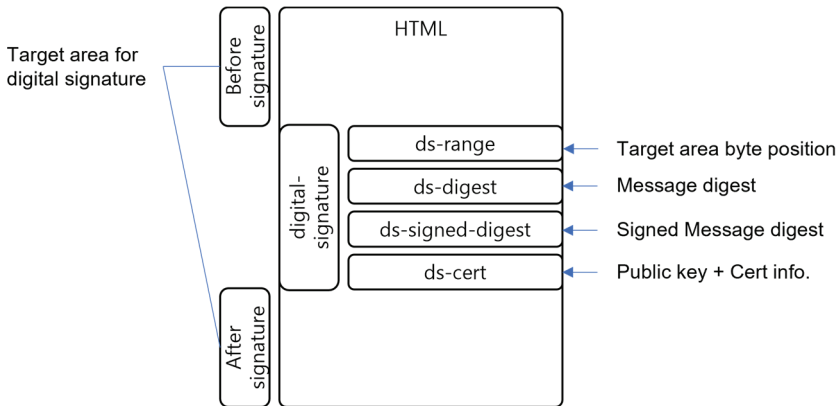 HTML
Target area for
digital signature
Before
signature
ds-range
Target area byte position
ds-digest
Message digest
digital-
signature
ds-signed-digest
Signed Message digest
ds-cert
Public key + Cert info.
After
signature